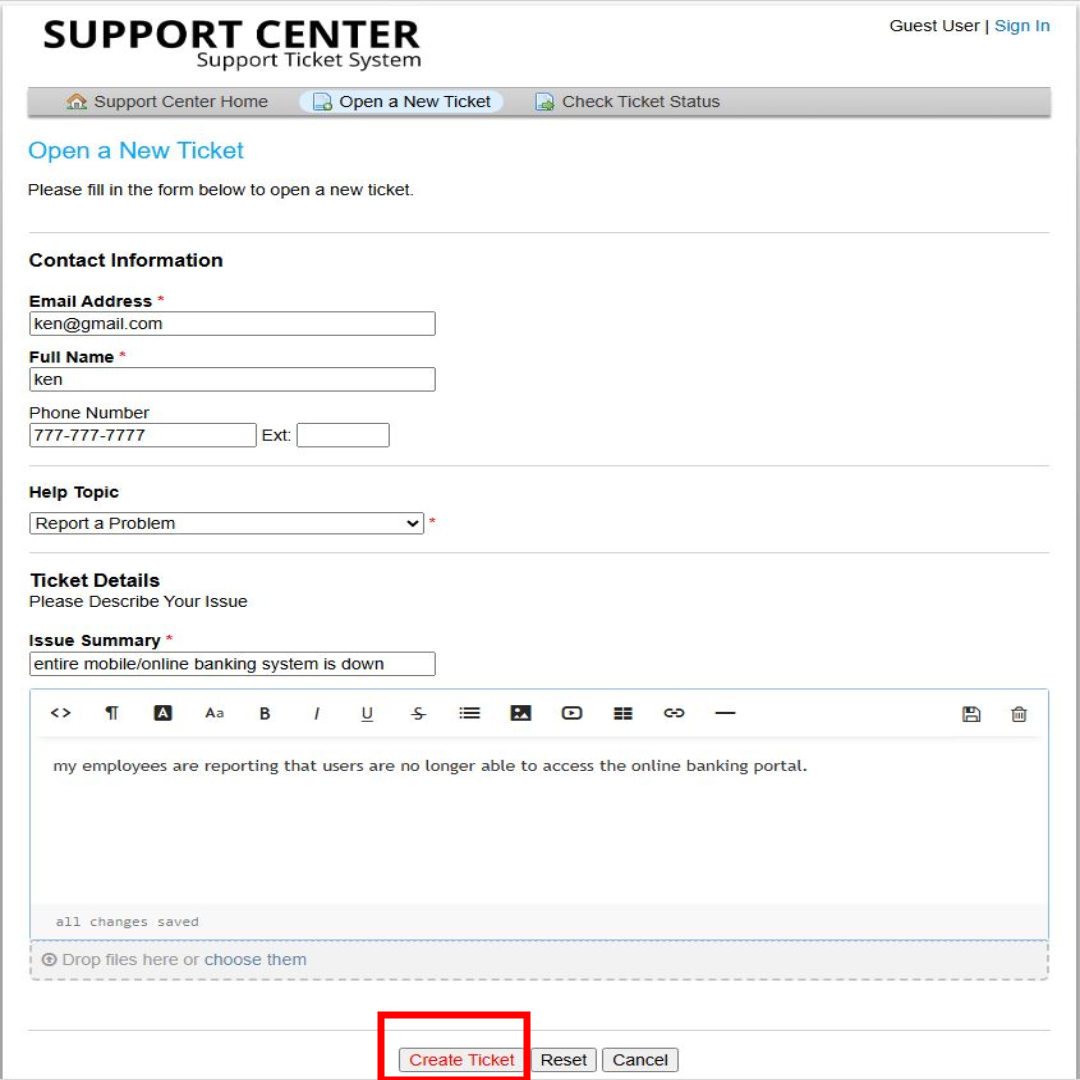 SUPPORT CENTER
Support Ticket System
Guest User | Sign In
Support Center Home Open a New Ticket Check Ticket Status
Open a New Ticket
Please fill in the form below to open a new ticket.
Contact Information
Email Address *
ken@gmail.com
Full Name *
ken
Phone Number
777-777-7777 Ext:
Help Topic
Report a Problem *
Ticket Details
Please Describe Your Issue
Issue Summary *
entire mobile/online banking system is down
<> ¶ A Aa B I U S
my employees are reporting that users are no longer able to access the online banking portal.
all changes saved
Drop files here or choose them
Create Ticket Reset Cancel